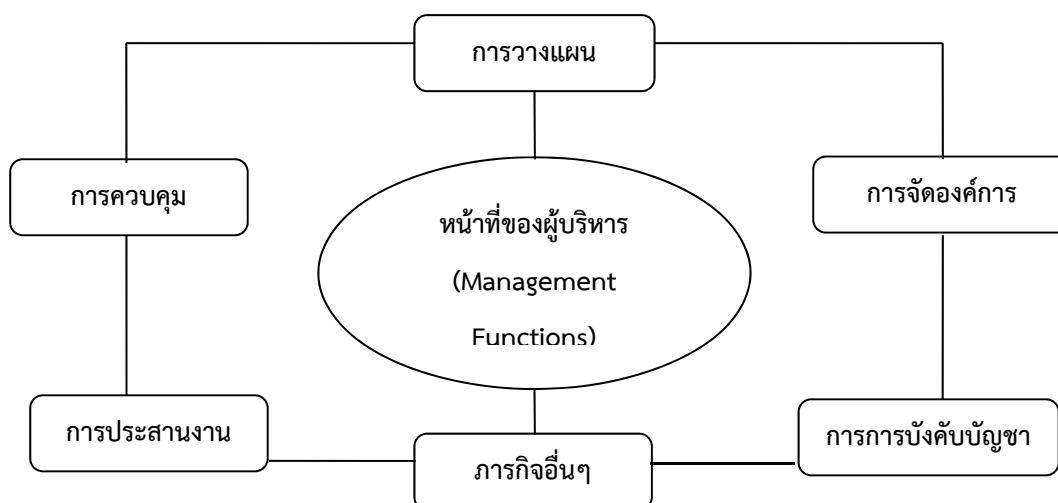 การวางแผน
การควบคุม
การจัดองค์การ
หน้าที่ของผู้บริหาร
(Management
Functions)
การประสานงาน
การการบังคับบัญชา
ภารกิจอื่นๆ